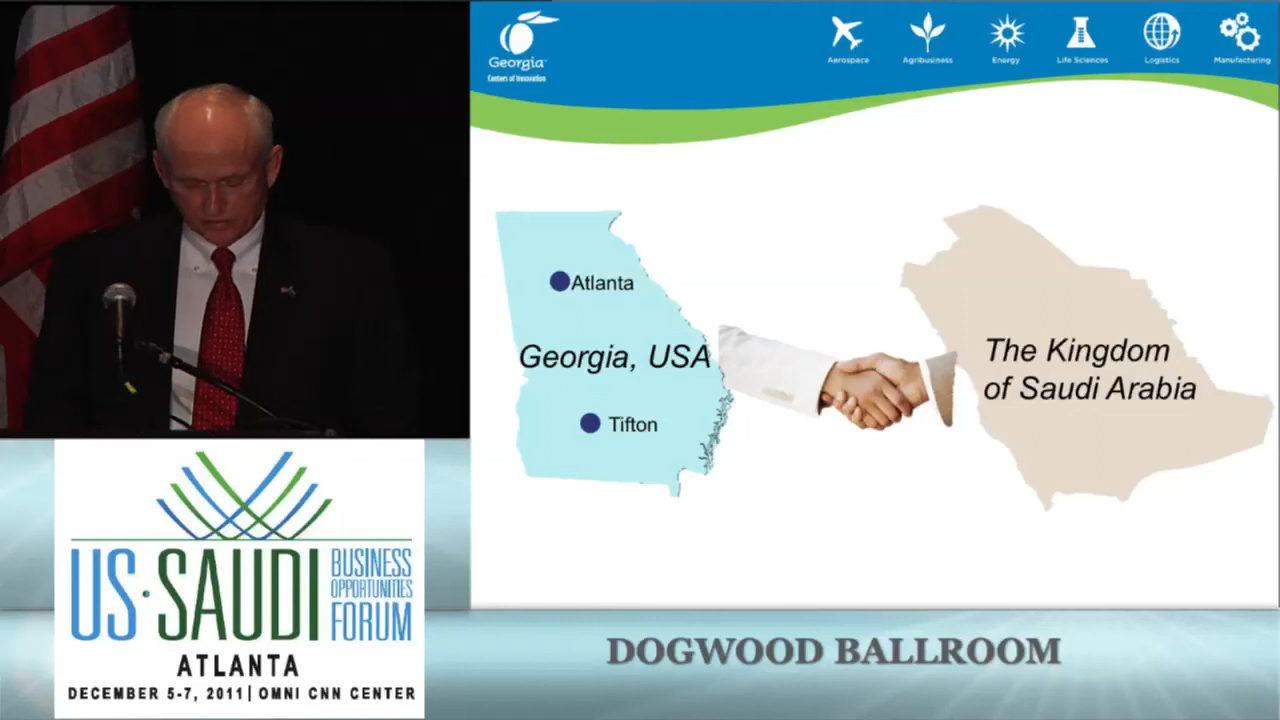 Georgia
Centers of Innovation
Aerospace
Agribusiness
Energy
Life Sciences
Logistics
Manufacturing
Atlanta
Georgia, USA
Tifton
The Kingdom
of Saudi Arabia
US·SAUDI
BUSINESS
OPPORTUNITIES
FORUM
ATLANTA
DECEMBER 5-7, 2011| OMNI CNN CENTER
DOGWOOD BALLROOM